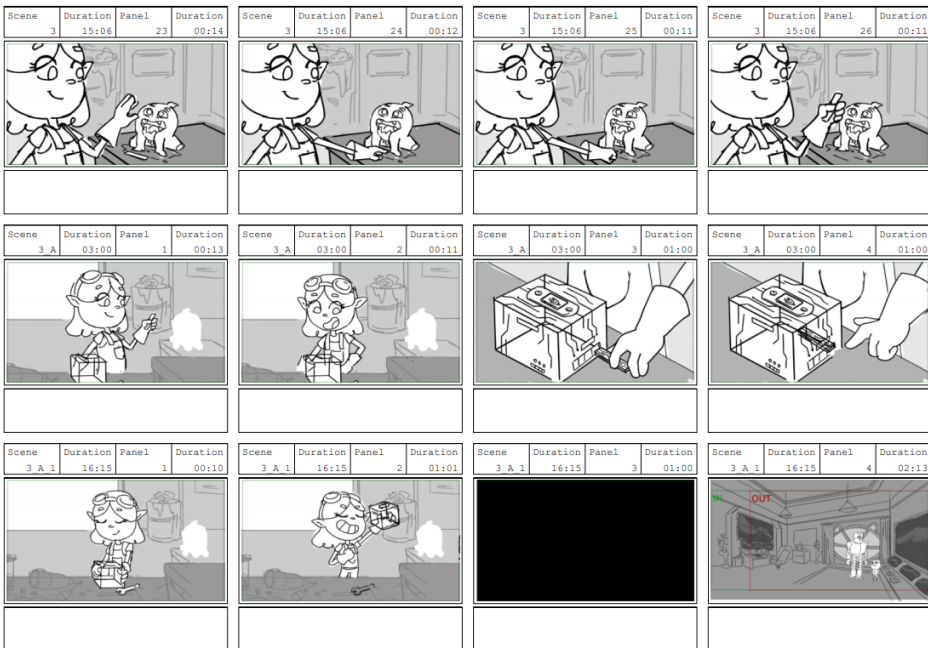 Scene Duration Panel Duration
3 15:06 23 00:14
Scene Duration Panel Duration
3 15:06 24 00:12
Scene Duration Panel Duration
3 15:06 25 00:11
Scene Duration Panel Duration
3 15:06 26 00:11
Scene Duration Panel Duration
3_A 03:00 1 00:13
Scene Duration Panel Duration
3_A 03:00 2 00:11
Scene Duration Panel Duration
3_A 03:00 3 01:00
Scene Duration Panel Duration
3_A 03:00 4 01:00
Scene Duration Panel Duration
3_A_1 16:15 1 00:10
Scene Duration Panel Duration
3_A_1 16:15 2 01:01
Scene Duration Panel Duration
3_A_1 16:15 3 01:00
Scene Duration Panel Duration
3_A_1 16:15 4 02:13
IN OUT